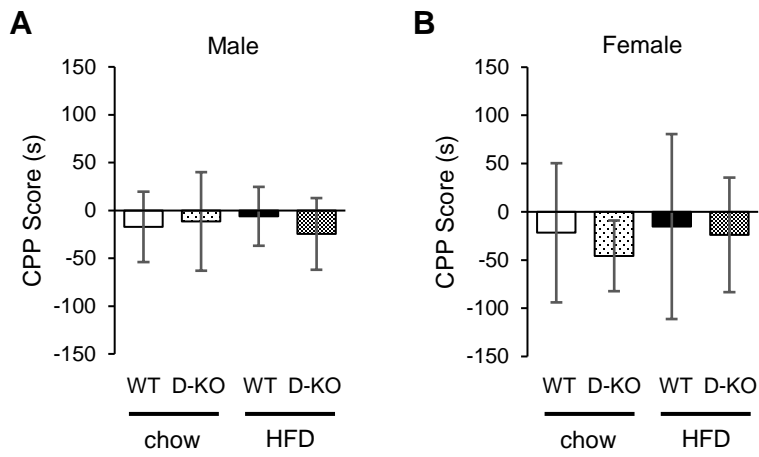 A
Male
CPP Score (s)
150
100
50
0
-50
-100
-150
WT D-KO WT D-KO
chow HFD
B
Female
CPP Score (s)
150
100
50
0
-50
-100
-150
WT D-KO WT D-KO
chow HFD